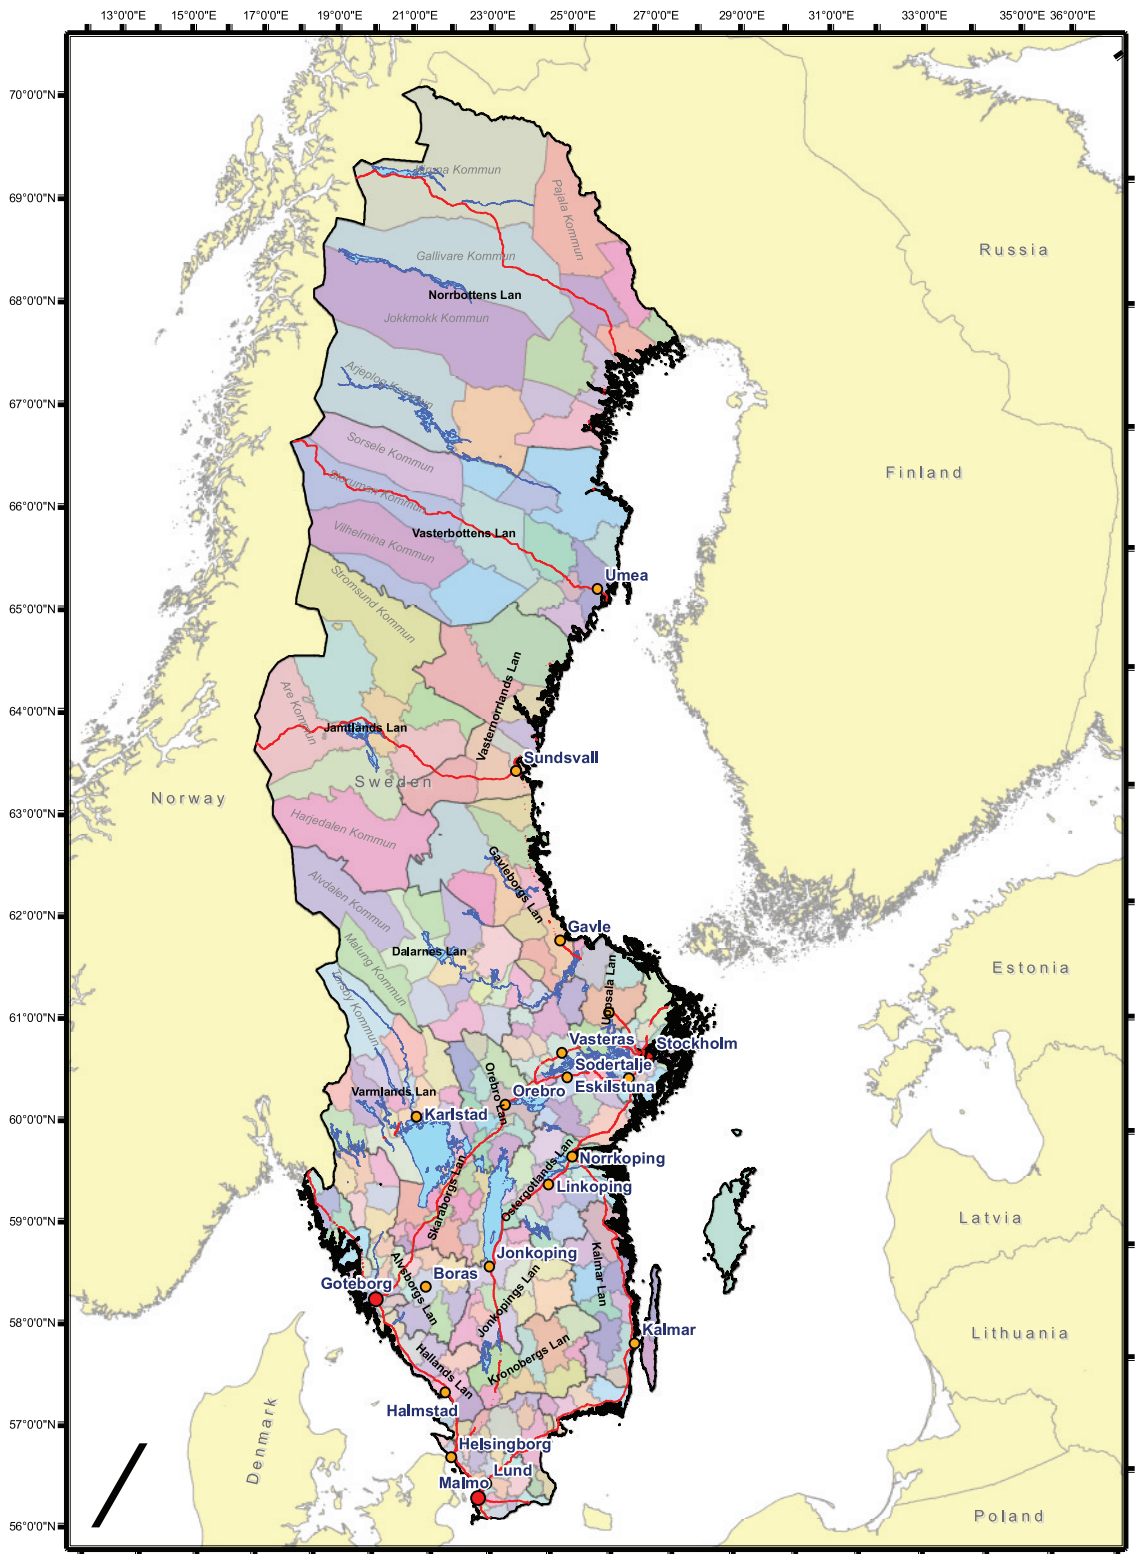 13°0'0"E 15°0'0"E 17°0'0"E 19°0'0"E 21°0'0"E 23°0'0"E 25°0'0"E 27°0'0"E 29°0'0"E 31°0'0"E 33°0'0"E 35°0'0"E 36°0'0"E
70°0'0"N
69°0'0"N
68°0'0"N
67°0'0"N
66°0'0"N
65°0'0"N
64°0'0"N
63°0'0"N
62°0'0"N
61°0'0"N
60°0'0"N
59°0'0"N
58°0'0"N
57°0'0"N
56°0'0"N
Kommun
Pajala Kommun
Russia
Gallivare Kommun
Norrbottens Lan
Jokkmokk Kommun
Arjeplog Kommun
Sorsele Kommun
Finland
Storuman Kommun
Vilhelmina Kommun
Vasterbottens Lan
Umea
Stromsund Kommun
Are Kommun
Vasternorrlands Lan
Jamtlands Lan
Sundsvall
Sweden
Norway
Harjedalen Kommun
Gavleborgs Lan
Alvdalen Kommun
Gavle
Malung Kommun
Dalarnes Lan
Torsby Kommun
Uppsala Lan
Estonia
Vasteras
Stockholm
Sodertalje
Eskilstuna
Orebro
Orebro Lan
Varmlands Lan
Karlstad
Norrkoping
Linkoping
Ostergotlands Lan
Skaraborgs Lan
Latvia
Jonkoping
Boras
Alvsborgs Lan
Goteborg
Jonkopings Lan
Kalmar Lan
Kalmar
Lithuania
Hallands Lan
Kronobergs Lan
Halmstad
Helsingborg
Lund
Malmo
Denmark
Poland